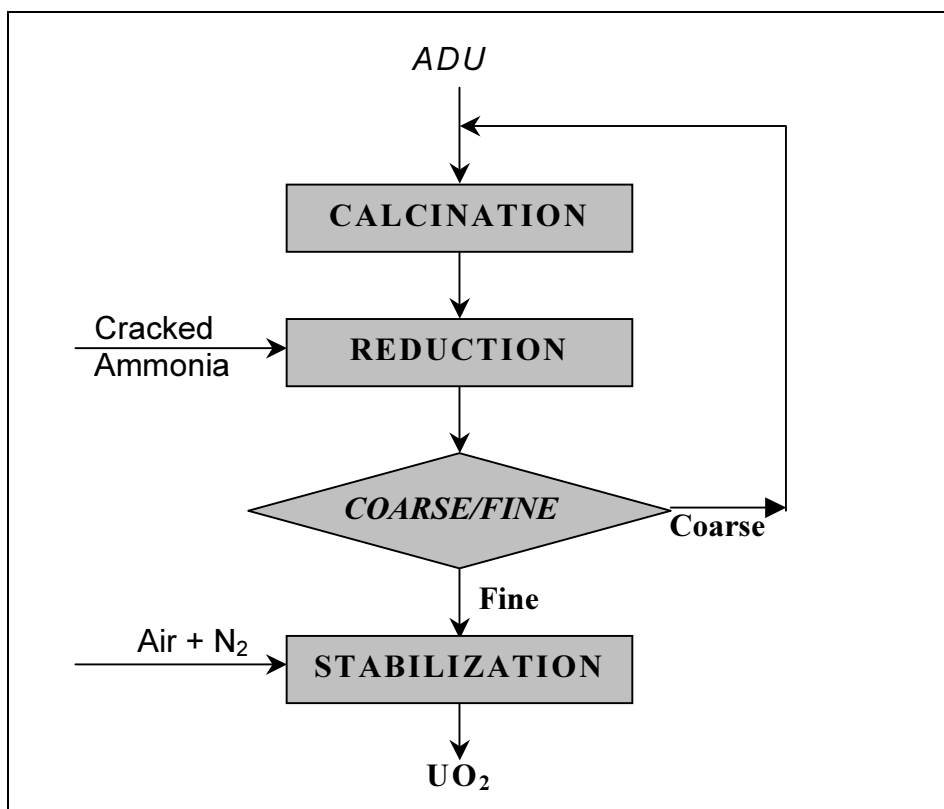 ADU
CALCINATION
Cracked
Ammonia
REDUCTION
COARSE/FINE
Coarse
Fine
Air + N₂
STABILIZATION
UO₂